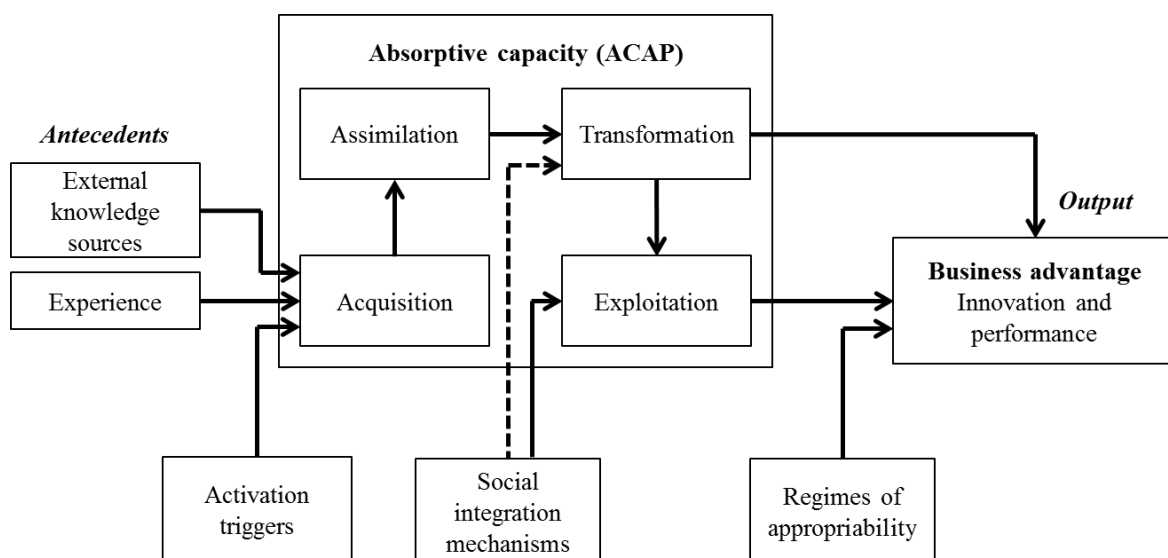 Absorptive capacity (ACAP)
Assimilation
Transformation
Antecedents
External
knowledge
sources
Output
Experience
Acquisition
Exploitation
Business advantage
Innovation and
performance
Activation
triggers
Social
integration
mechanisms
Regimes of
appropriability